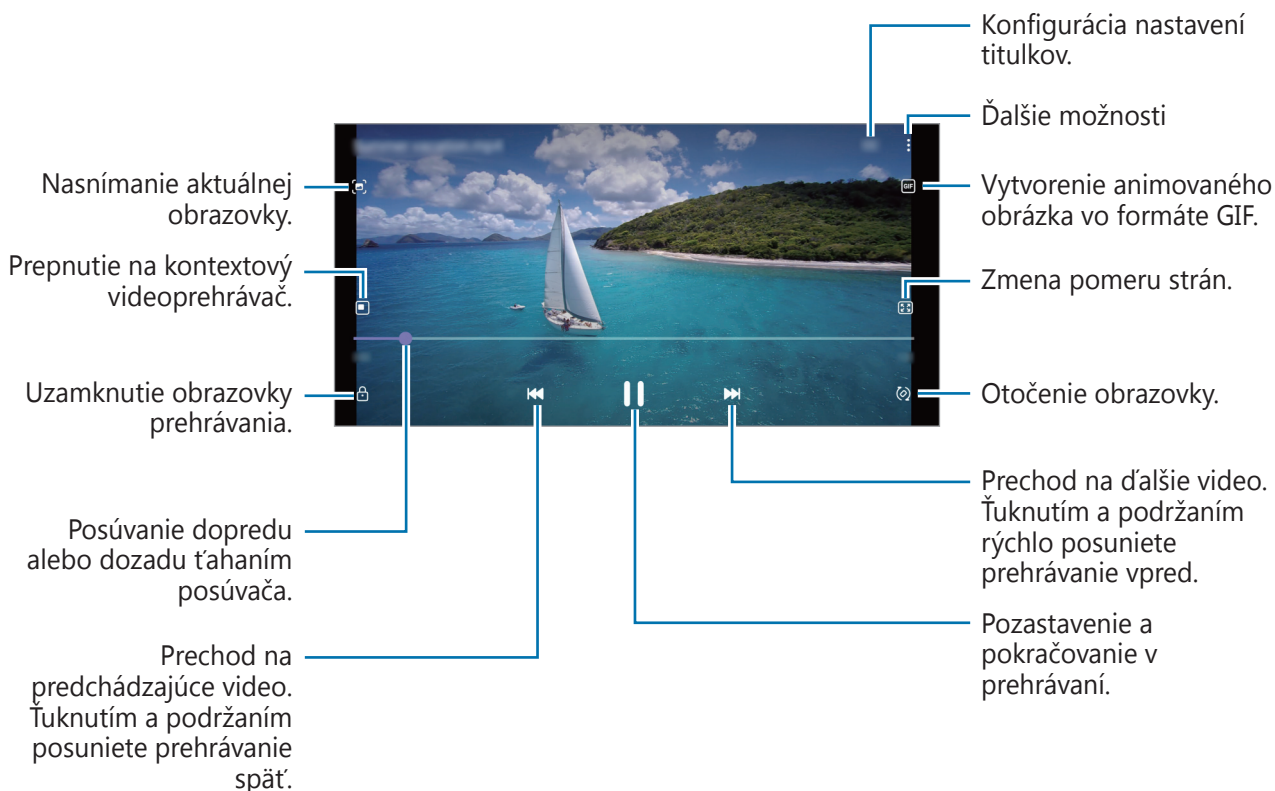 Konfigurácia nastavení
titulkov.
Ďalšie možnosti
Nasnímanie aktuálnej
obrazovky.
Vytvorenie animovaného
obrázka vo formáte GIF.
GIF
Prepnutie na kontextový
videoprehrávač.
Zmena pomeru strán.
Uzamknutie obrazovky
prehrávania.
Otočenie obrazovky.
Posúvanie dopredu
alebo dozadu ťahaním
posúvača.
Prechod na ďalšie video.
Ťuknutím a podržaním
rýchlo posuniete
prehrávanie vpred.
Prechod na
predchádzajúce video.
Ťuknutím a podržaním
posuniete prehrávanie
späť.
Pozastavenie a
pokračovanie v
prehrávaní.